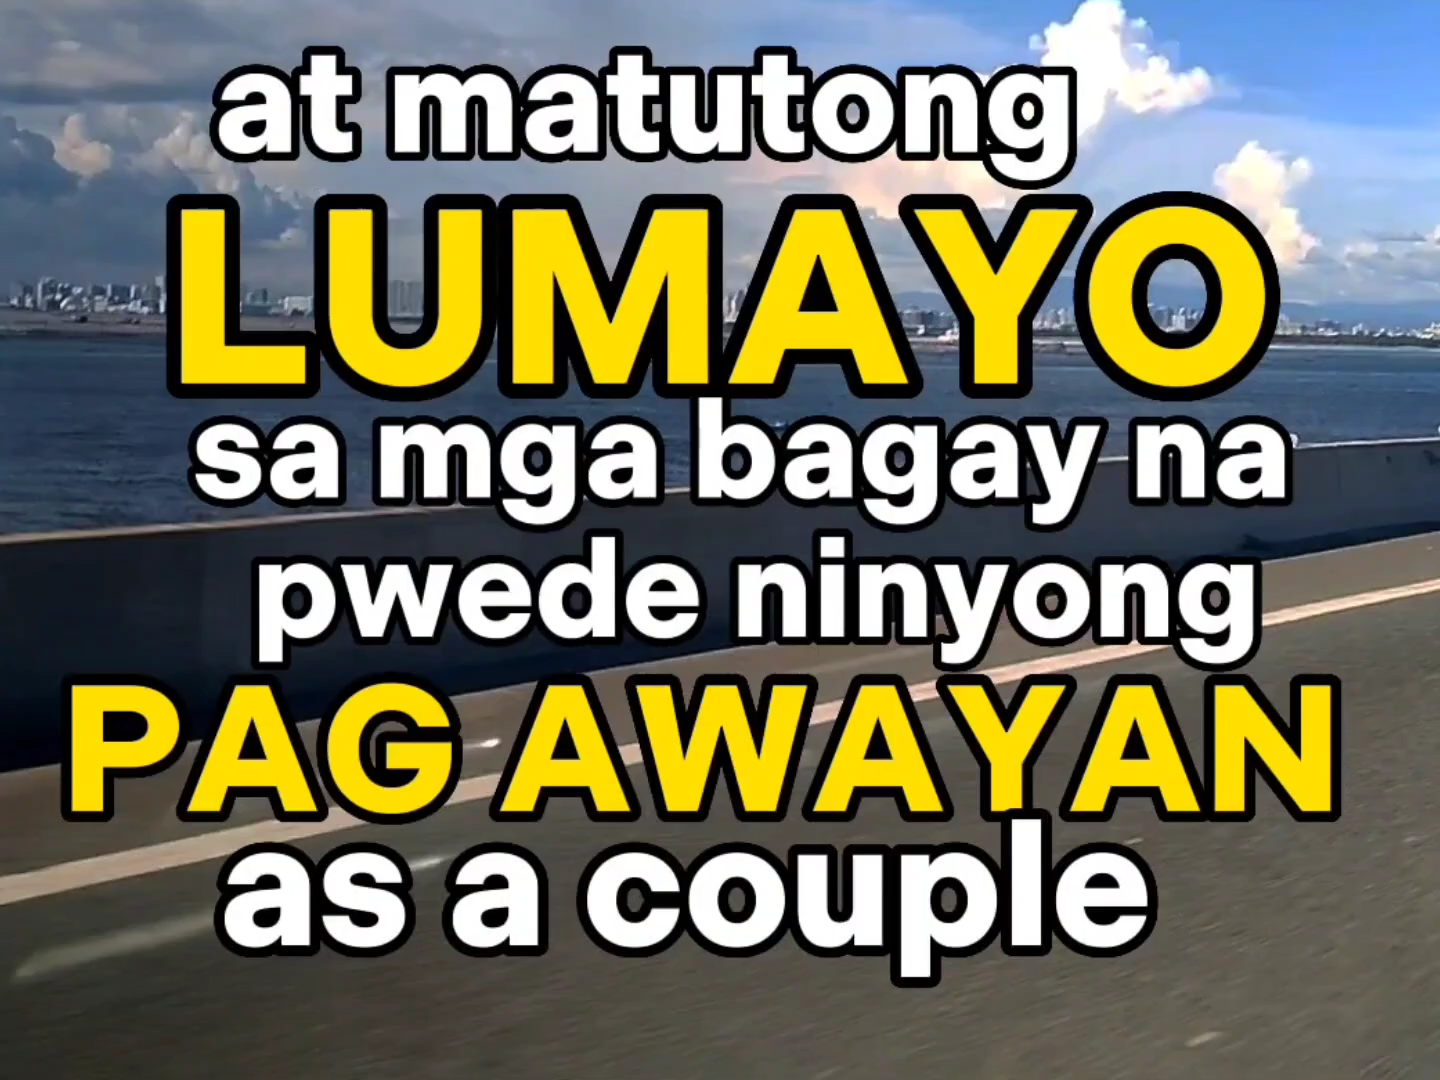 at matutong
LUMAYO
sa mga bagay na
pwede ninyong
PAG AWAYAN
as a couple